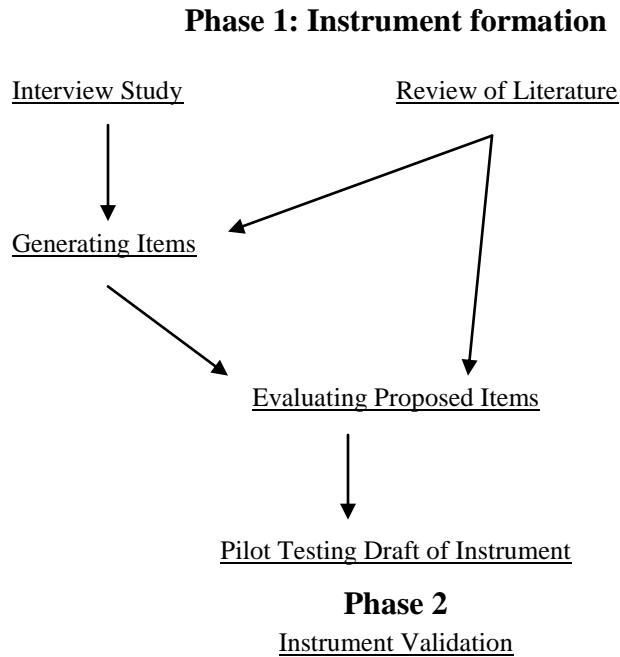 Phase 1: Instrument formation
Interview Study
Review of Literature
Generating Items
Evaluating Proposed Items
Pilot Testing Draft of Instrument
Phase 2
Instrument Validation